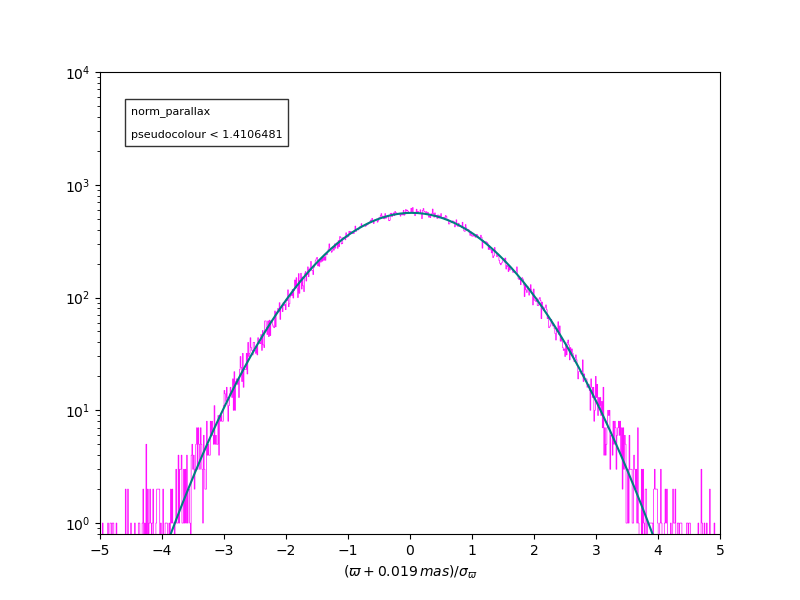 norm_parallax
pseudocolour < 1.4106481
10⁴
10³
10²
10¹
10⁰
−5 −4 −3 −2 −1 0 1 2 3 4 5
(ϖ + 0.019 mas)/σ_ϖ